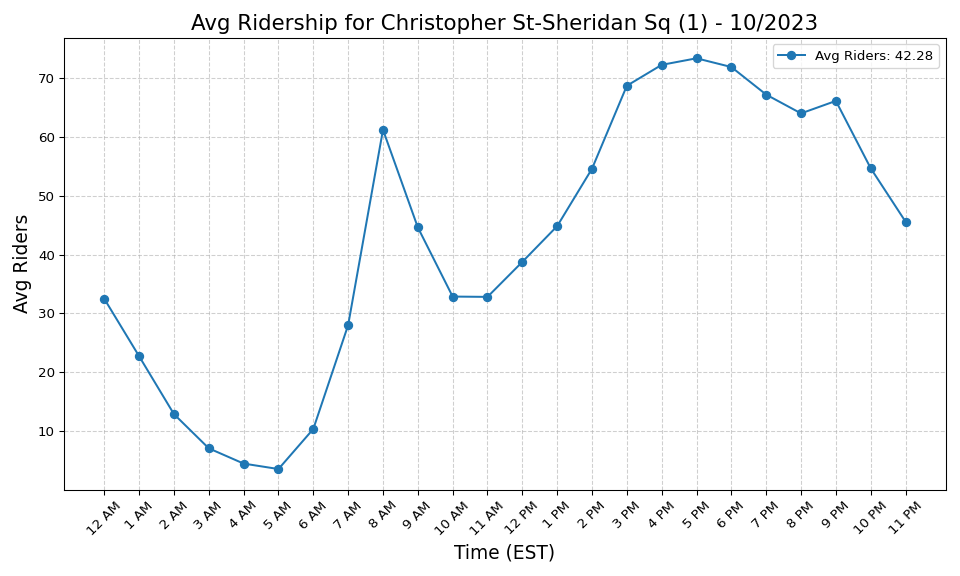 Avg Ridership for Christopher St-Sheridan Sq (1) - 10/2023
Avg Riders: 42.28
70
60
50
40
30
20
10
Avg Riders
12 AM
1 AM
2 AM
3 AM
4 AM
5 AM
6 AM
7 AM
8 AM
9 AM
10 AM
11 AM
12 PM
1 PM
2 PM
3 PM
4 PM
5 PM
6 PM
7 PM
8 PM
9 PM
10 PM
11 PM
Time (EST)